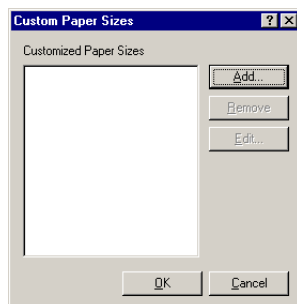 Custom Paper Sizes
Customized Paper Sizes
Add...
Remove
Edit...
OK
Cancel